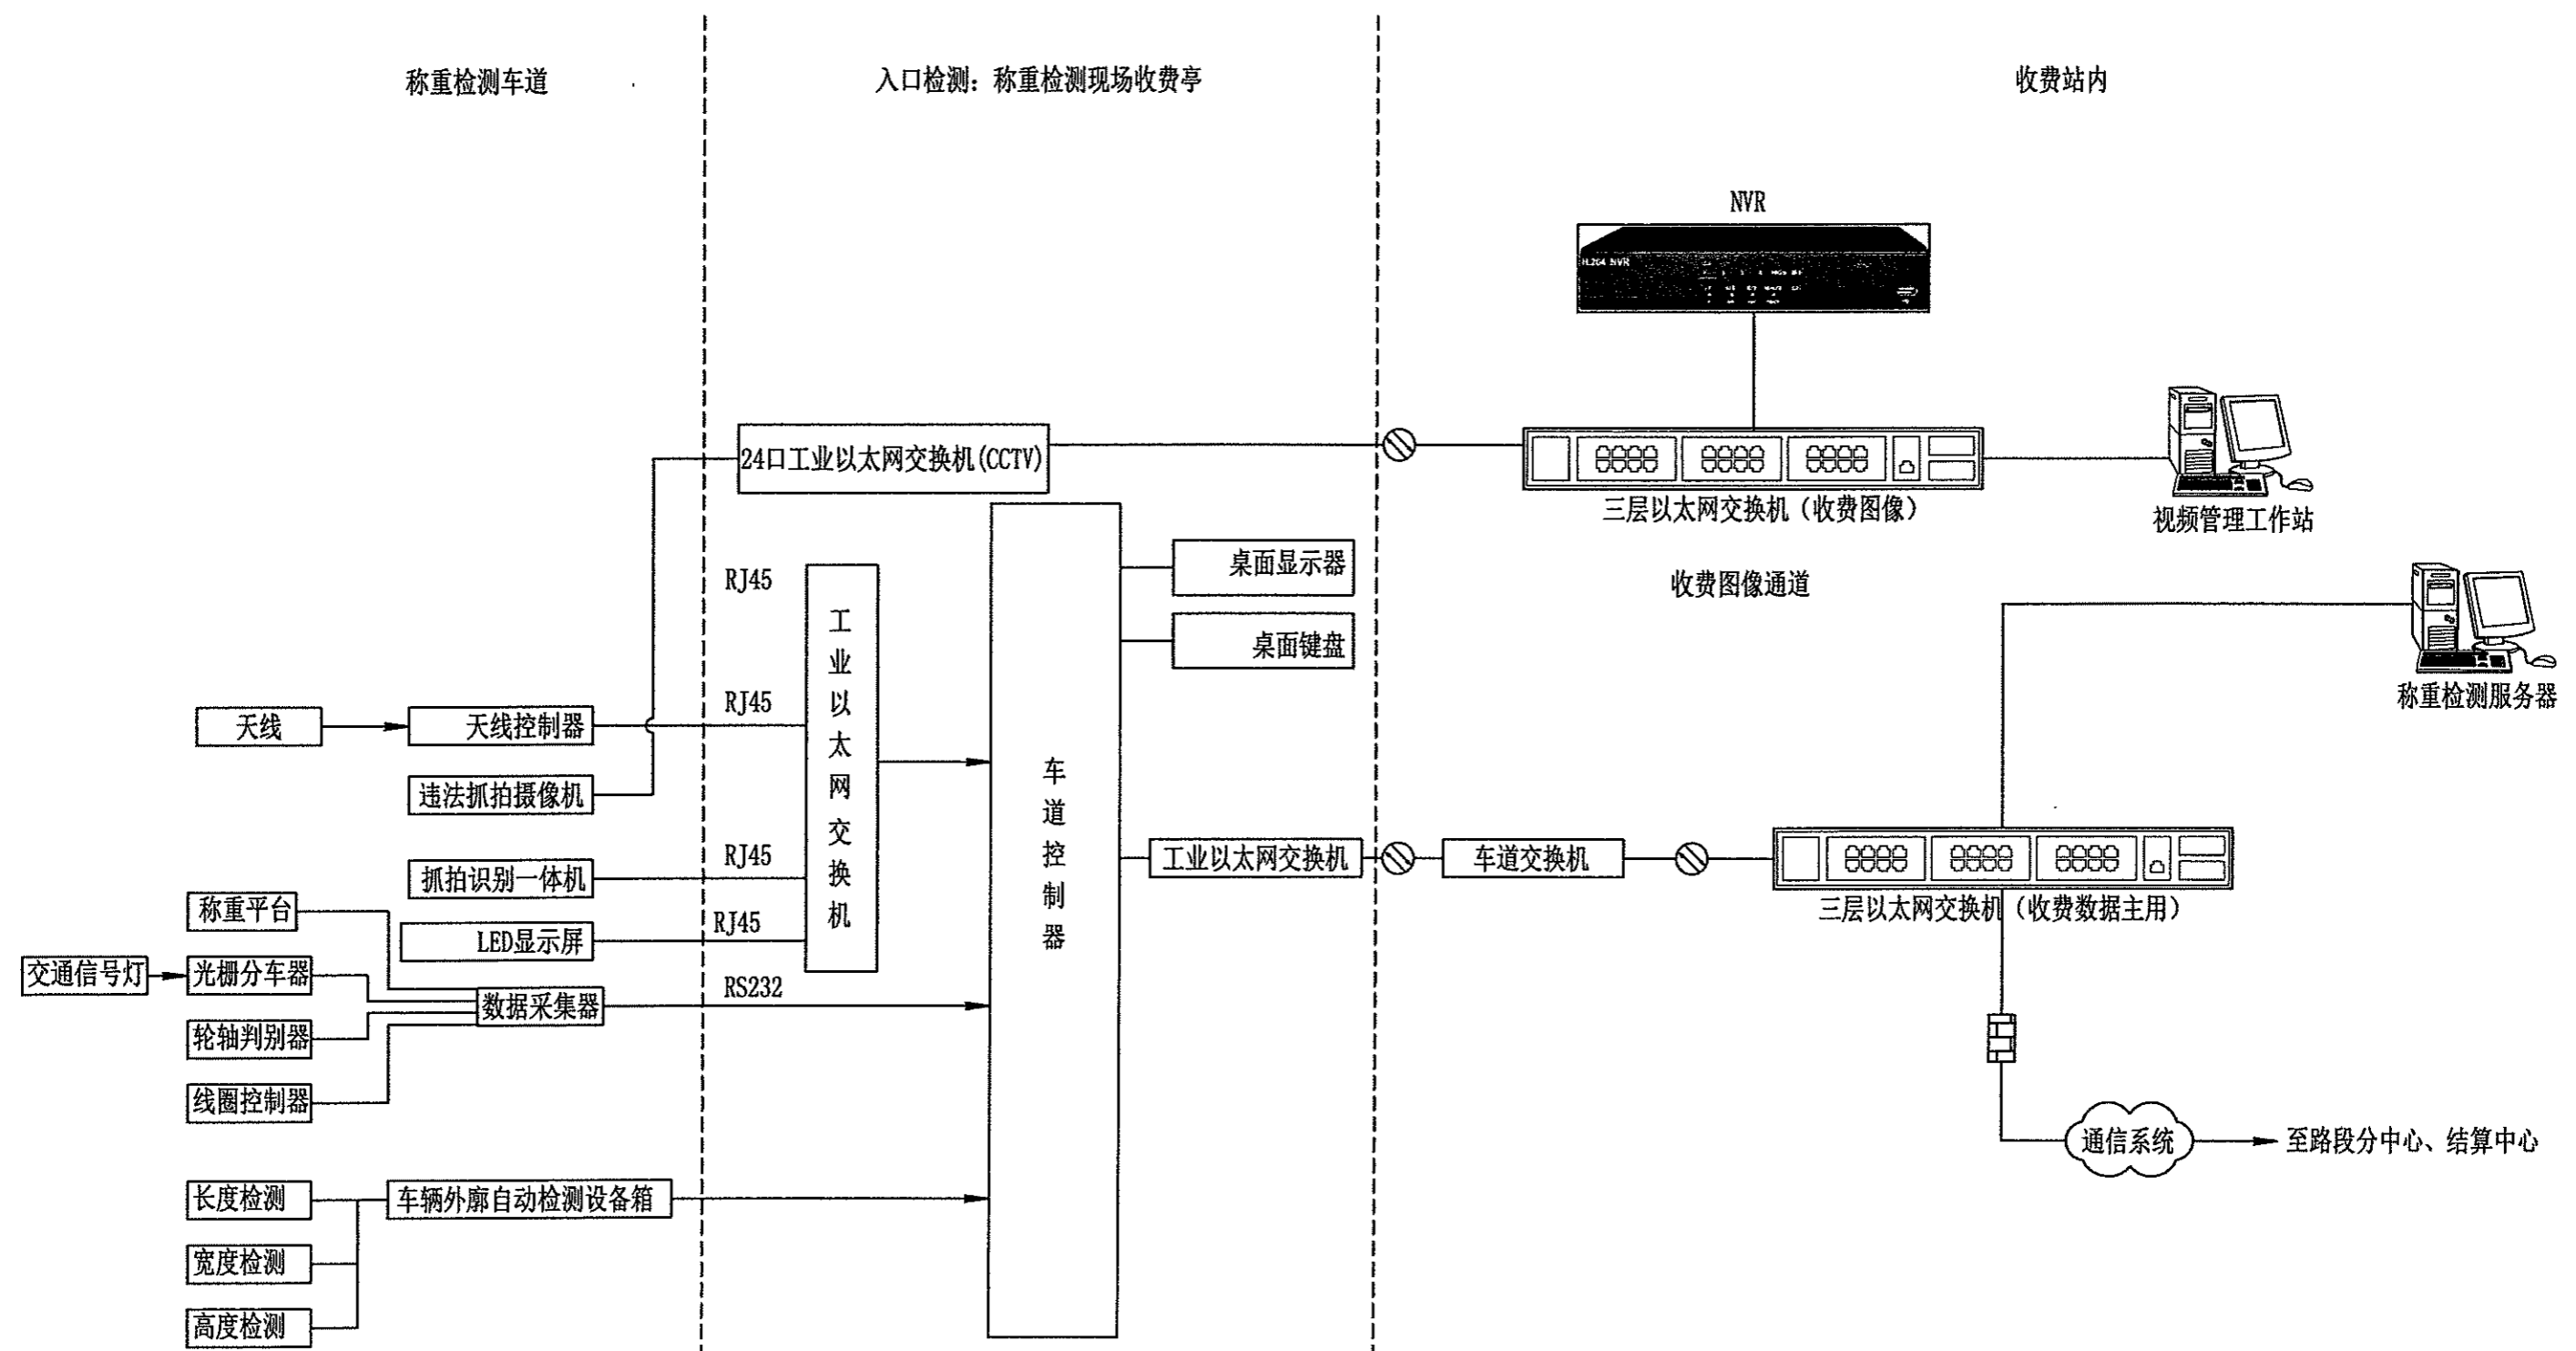 称重检测车道
入口检测：称重检测现场收费亭
收费站内
NVR
H.264 NVR
24口工业以太网交换机(CCTV)
三层以太网交换机（收费图像）
视频管理工作站
RJ45
工业以太网交换机
桌面显示器
桌面键盘
收费图像通道
称重检测服务器
天线
天线控制器
RJ45
违法抓拍摄像机
车道控制器
抓拍识别一体机
RJ45
工业以太网交换机
车道交换机
三层以太网交换机（收费数据主用）
称重平台
LED显示屏
RJ45
交通信号灯
光栅分车器
数据采集器
RS232
轮轴判别器
线圈控制器
通信系统
至路段分中心、结算中心
长度检测
车辆外廓自动检测设备箱
宽度检测
高度检测